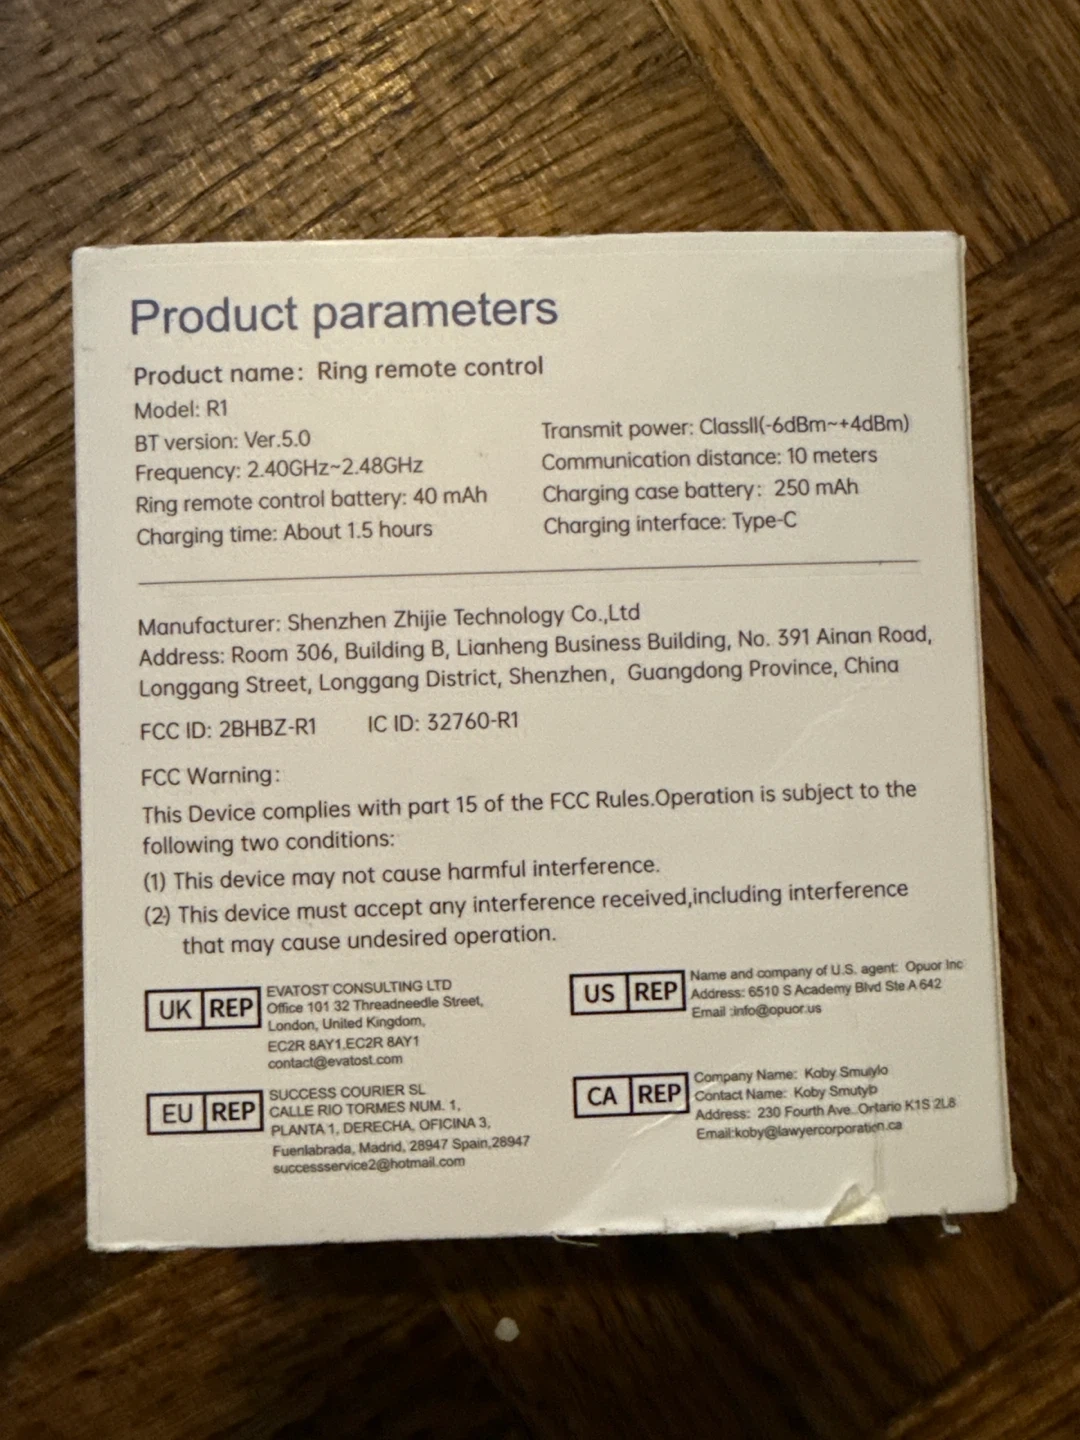 Product parameters
Product name: Ring remote control
Model: R1
BT version: Ver.5.0
Frequency: 2.40GHz~2.48GHz
Ring remote control battery: 40 mAh
Charging time: About 1.5 hours
Transmit power: ClassII(-6dBm~+4dBm)
Communication distance: 10 meters
Charging case battery: 250 mAh
Charging interface: Type-C
Manufacturer: Shenzhen Zhijie Technology Co.,Ltd
Address: Room 306, Building B, Lianheng Business Building, No. 391 Ainan Road,
Longgang Street, Longgang District, Shenzhen, Guangdong Province, China
FCC ID: 2BHBZ-R1 IC ID: 32760-R1
FCC Warning:
This Device complies with part 15 of the FCC Rules.Operation is subject to the
following two conditions:
(1) This device may not cause harmful interference.
(2) This device must accept any interference received,including interference
that may cause undesired operation.
UK REP
EVATOST CONSULTING LTD
Office 101 32 Threadneedle Street,
London, United Kingdom,
EC2R 8AY1,EC2R 8AY1
contact@evatost.com
US REP
Name and company of U.S. agent: Opuor Inc
Address: 6510 S Academy Blvd Ste A 642
Email :info@opuor.us
EU REP
SUCCESS COURIER SL
CALLE RIO TORMES NUM. 1,
PLANTA 1, DERECHA, OFICINA 3,
Fuenlabrada, Madrid, 28947 Spain,28947
successservice2@hotmail.com
CA REP
Company Name: Koby
Contact Name: Koby
Address: 230 Fourth Ave. K1S 2L8
Email:koby@lawyercorporation.ca